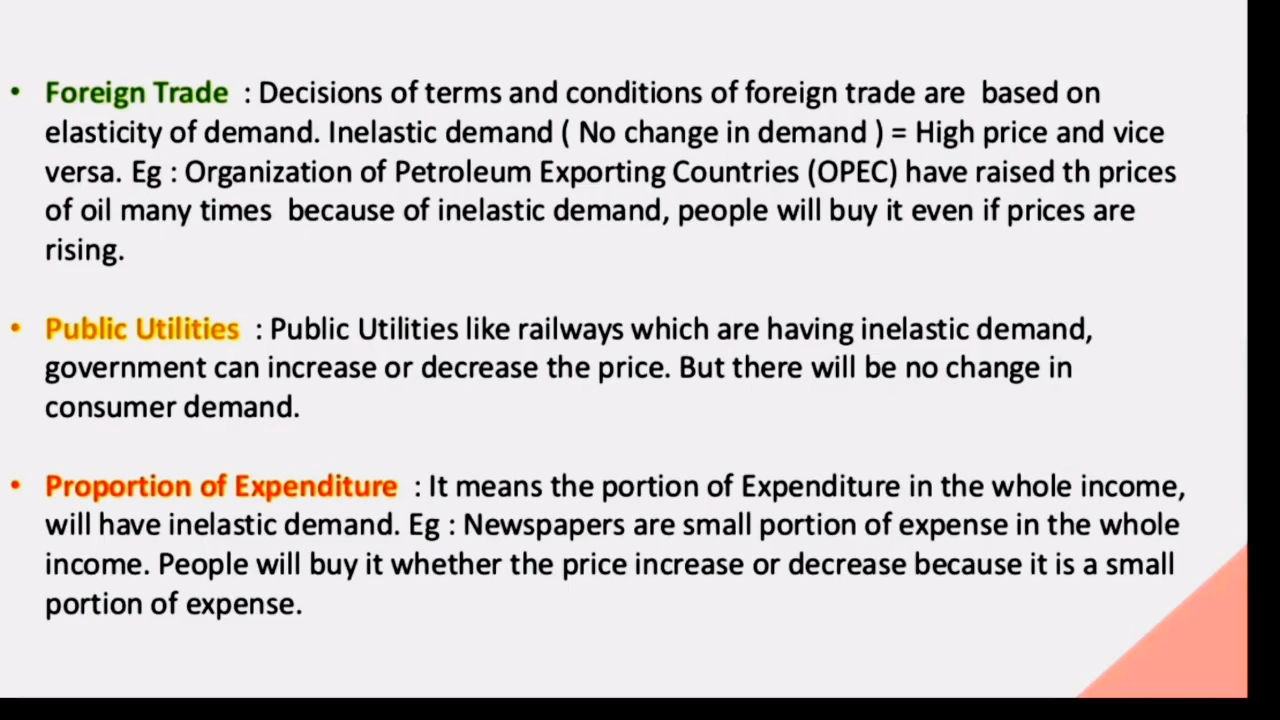 • Foreign Trade : Decisions of terms and conditions of foreign trade are based on
elasticity of demand. Inelastic demand ( No change in demand ) = High price and vice
versa. Eg : Organization of Petroleum Exporting Countries (OPEC) have raised th prices
of oil many times because of inelastic demand, people will buy it even if prices are
rising.
• Public Utilities : Public Utilities like railways which are having inelastic demand,
government can increase or decrease the price. But there will be no change in
consumer demand.
• Proportion of Expenditure : It means the portion of Expenditure in the whole income,
will have inelastic demand. Eg : Newspapers are small portion of expense in the whole
income. People will buy it whether the price increase or decrease because it is a small
portion of expense.